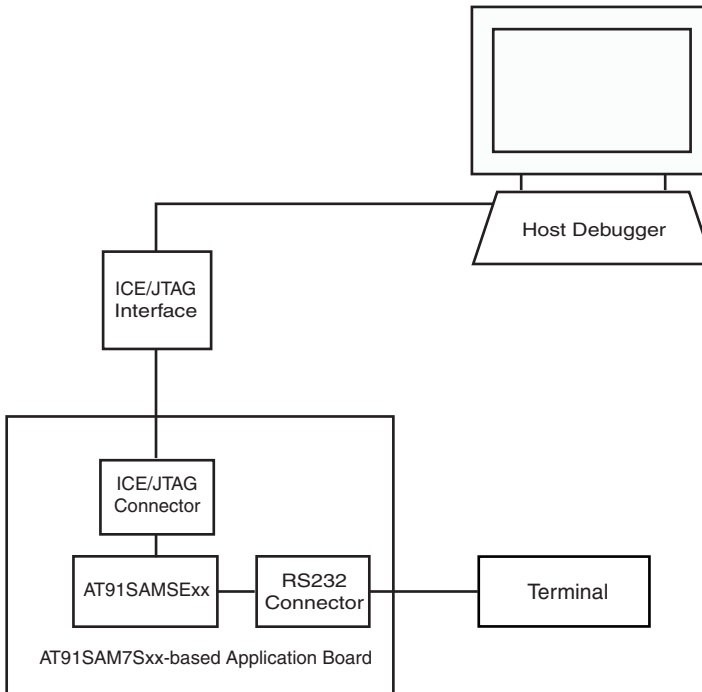 Host Debugger
ICE/JTAG
Interface
ICE/JTAG
Connector
AT91SAMSExx
RS232
Connector
Terminal
AT91SAM7Sxx-based Application Board